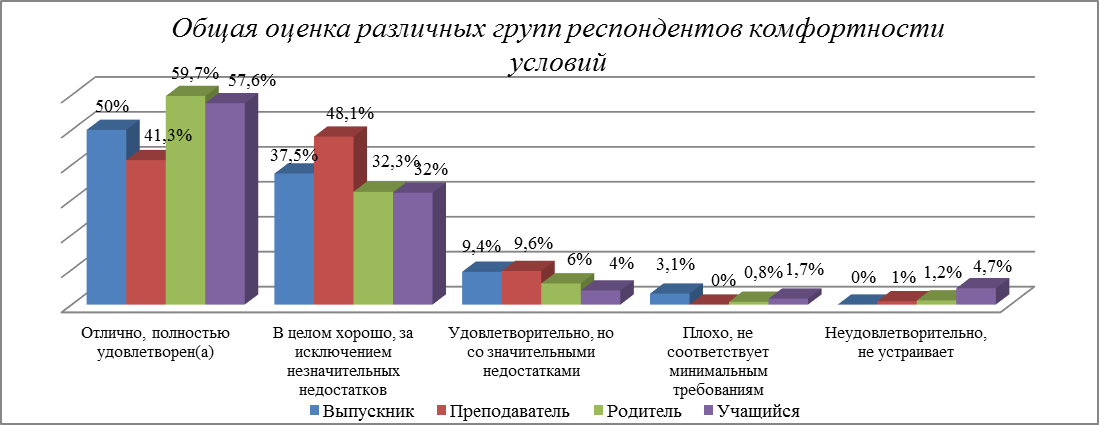 Общая оценка различных групп респондентов комфортности
условий
50% 41,3% 59,7% 57,6%
37,5% 48,1% 32,3% 32%
9,4% 9,6% 6% 4%
3,1% 0% 0,8% 1,7%
0% 1% 1,2% 4,7%
Отлично, полностью
удовлетворен(а)
В целом хорошо, за
исключением
незначительных
недостатков
Удовлетворительно, но
со значительными
недостатками
Плохо, не
соответствует
минимальным
требованиям
Неудовлетворительно,
не устраивает
Выпускник Преподаватель Родитель Учащийся